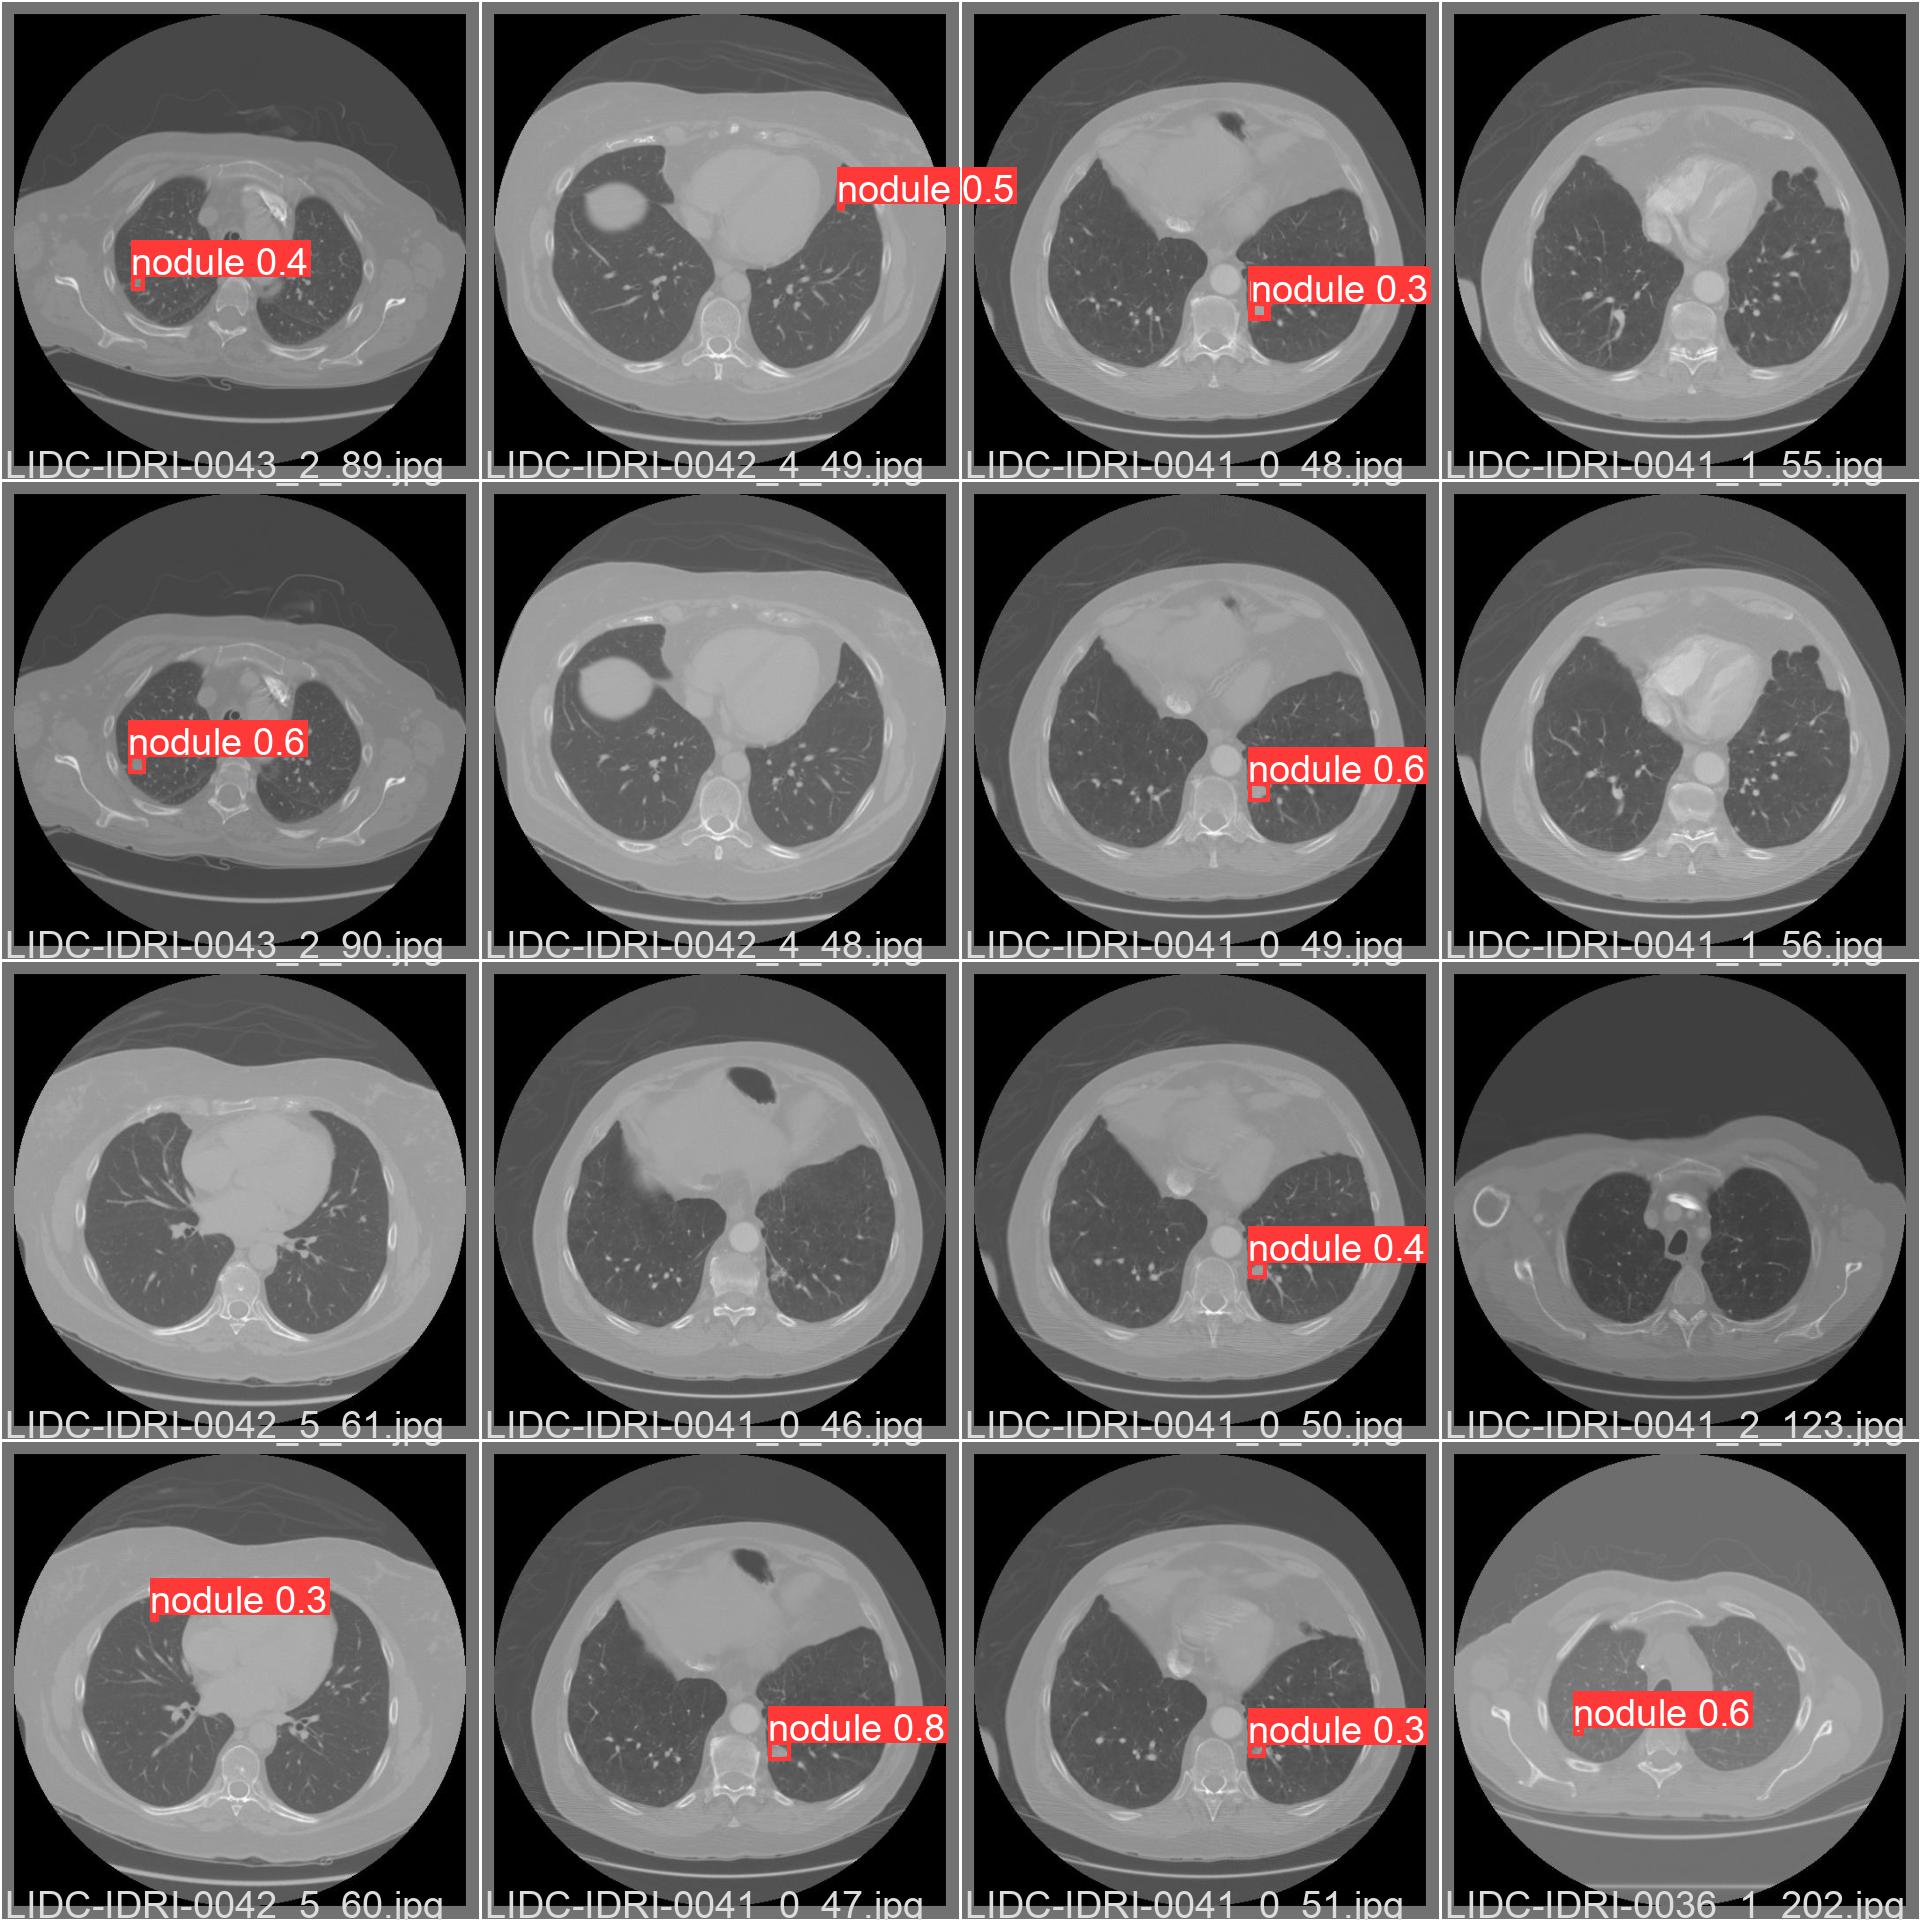 nodule 0.4
nodule 0.5
nodule 0.3
LIDC-IDRI-0043_2_89.jpg
LIDC-IDRI-0042_4_49.jpg
LIDC-IDRI-0041_0_48.jpg
LIDC-IDRI-0041_1_55.jpg
nodule 0.6
nodule 0.6
LIDC-IDRI-0043_2_90.jpg
LIDC-IDRI-0042_4_48.jpg
LIDC-IDRI-0041_0_49.jpg
LIDC-IDRI-0041_1_56.jpg
nodule 0.4
LIDC-IDRI-0042_5_61.jpg
LIDC-IDRI-0041_0_46.jpg
LIDC-IDRI-0041_0_50.jpg
LIDC-IDRI-0041_2_123.jpg
nodule 0.3
nodule 0.8
nodule 0.3
nodule 0.6
LIDC-IDRI-0042_5_60.jpg
LIDC-IDRI-0041_0_47.jpg
LIDC-IDRI-0041_0_51.jpg
LIDC-IDRI-0036_1_202.jpg